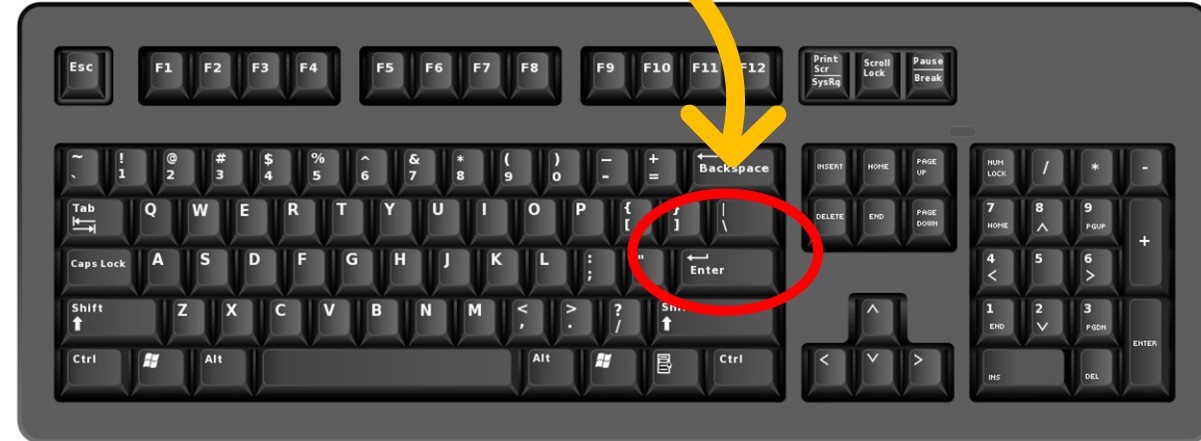 Esc F1 F2 F3 F4 F5 F6 F7 F8 F9 F10 F11 F12 Print Scr SysRq Scroll Lock Pause Break
~ ` ! 1 @ 2 # 3 $ 4 % 5 ^ 6 & 7 * 8 ( 9 ) 0 — - + = Backspace INSERT HOME PAGE UP NUM LOCK / * -
Tab Q W E R T Y U I O P { [ } ] | \ DELETE END PAGE DOWN 7 HOME 8 9 PGUP +
Caps Lock A S D F G H J K L : ; " Enter 4 5 6
Shift Z X C V B N M < , > . ? / 1 END 2 3 PGDN ENTER
Ctrl Alt Alt Ctrl INS DEL